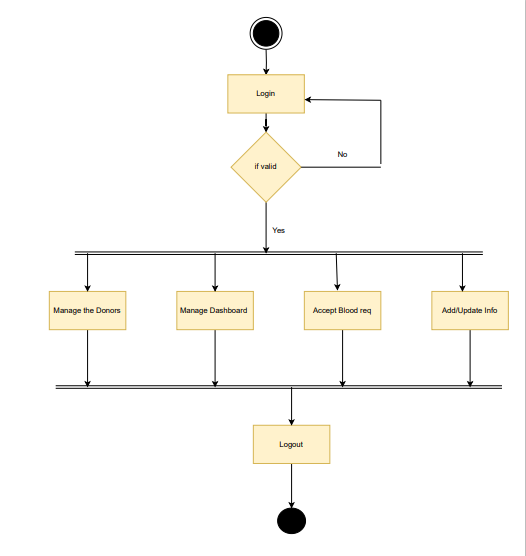 Login
if valid
No
Yes
Manage the Donors
Manage Dashboard
Accept Blood req
Add/Update Info
Logout